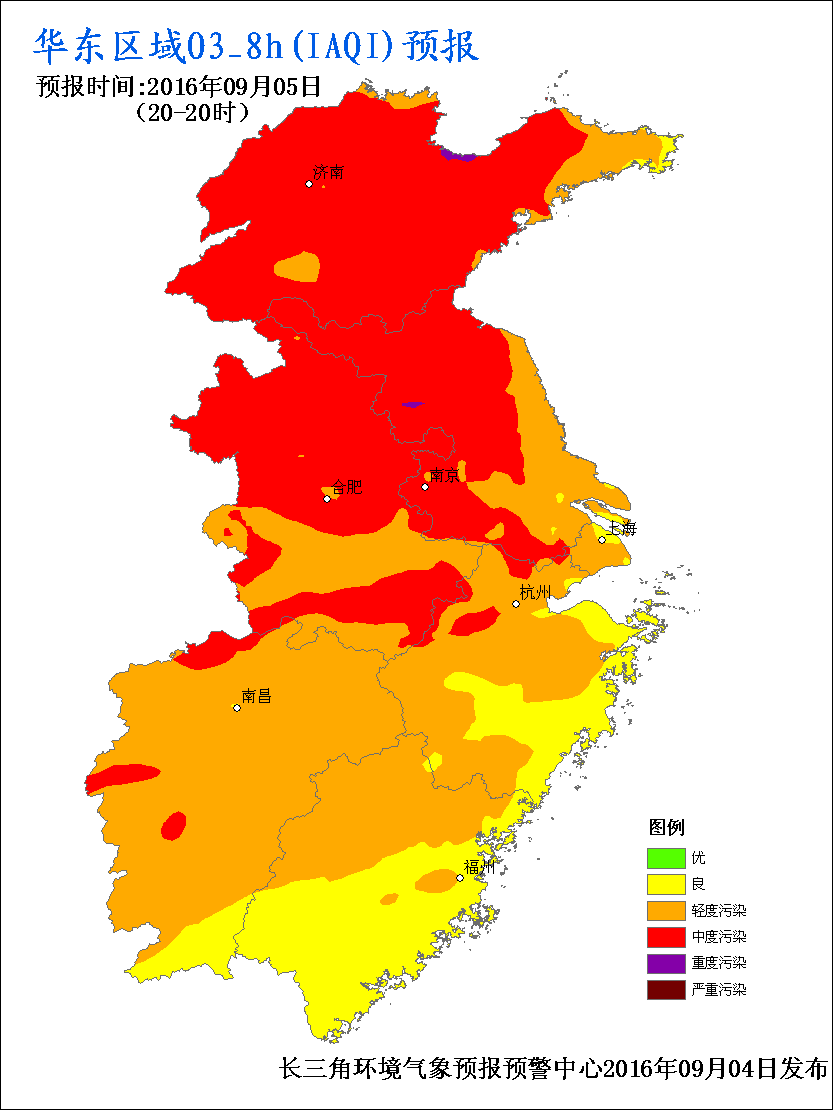 华东区域O3_8h(IAQI)预报
预报时间:2016年09月05日
(20-20时)
济南
南京
合肥
上海
杭州
南昌
福州
图例
优
良
轻度污染
中度污染
重度污染
严重污染
长三角环境气象预报预警中心2016年09月04日发布